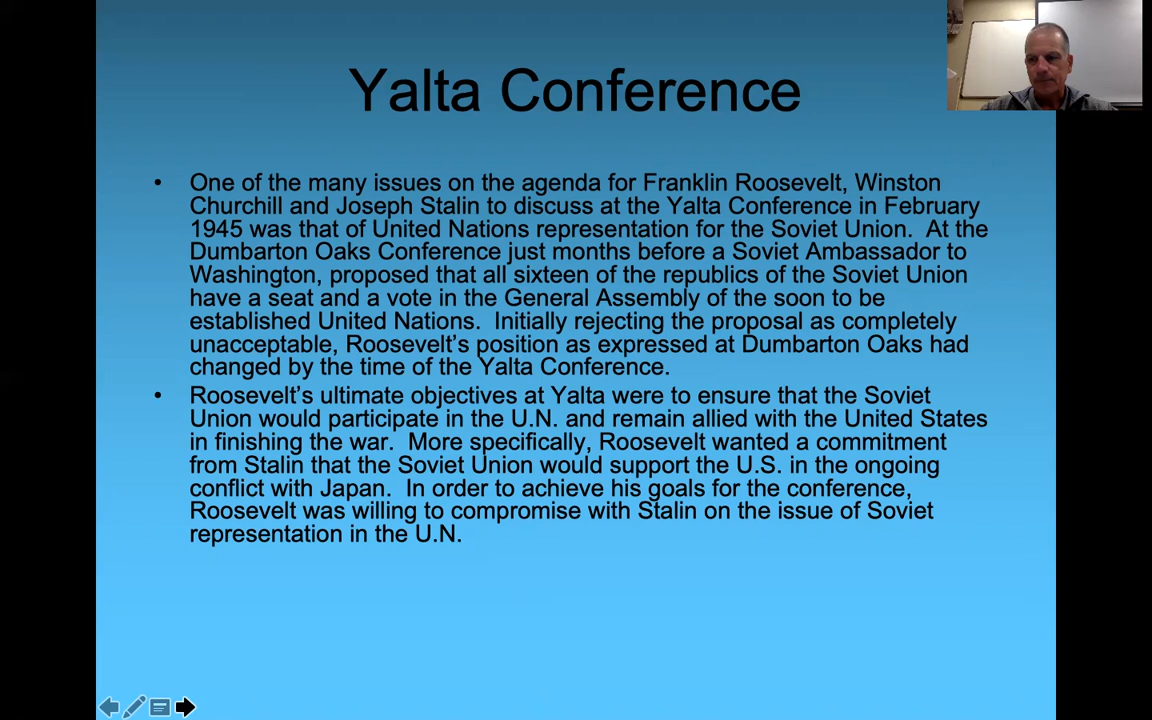 Yalta Conference
• One of the many issues on the agenda for Franklin Roosevelt, Winston
Churchill and Joseph Stalin to discuss at the Yalta Conference in February
1945 was that of United Nations representation for the Soviet Union.  At the
Dumbarton Oaks Conference just months before a Soviet Ambassador to
Washington, proposed that all sixteen of the republics of the Soviet Union
have a seat and a vote in the General Assembly of the soon to be
established United Nations.  Initially rejecting the proposal as completely
unacceptable, Roosevelt’s position as expressed at Dumbarton Oaks had
changed by the time of the Yalta Conference.
• Roosevelt’s ultimate objectives at Yalta were to ensure that the Soviet
Union would participate in the U.N. and remain allied with the United States
in finishing the war.  More specifically, Roosevelt wanted a commitment
from Stalin that the Soviet Union would support the U.S. in the ongoing
conflict with Japan.  In order to achieve his goals for the conference,
Roosevelt was willing to compromise with Stalin on the issue of Soviet
representation in the U.N.